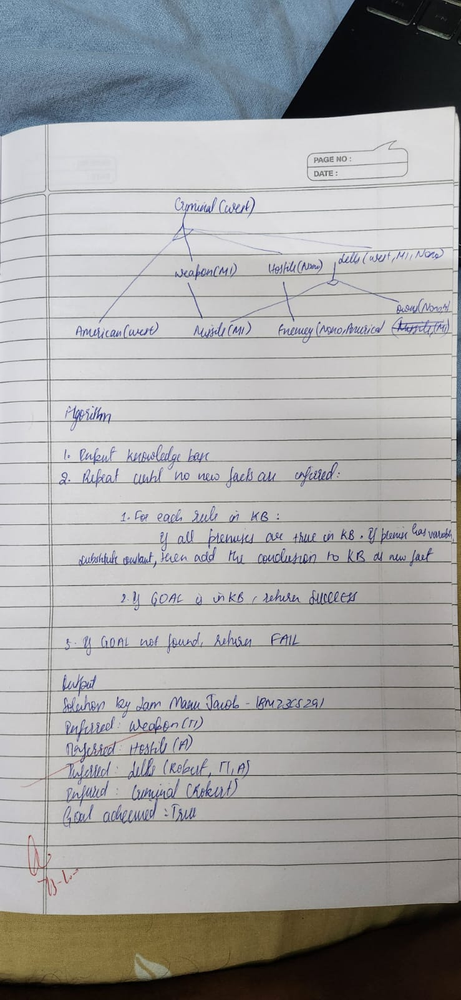 PAGE NO :
DATE :
Criminal (West)
Weapon (M1) Hostile (Nono) Sells (West, M1, Nono)
Owns (Nono,
American (West) Missile (M1) Enemey (Nono, America)
Algorithm
1. Input knowledge base
2. Repeat until no new facts are inferred:
1. For each rule in KB :
if all premises are true in KB. If premise has variable,
substitute constant, then add the conclusion to KB as new fact
2. If GOAL is in KB, return SUCCESS
3. If GOAL not found, return FAIL
Output
Solution by Sam Manu Jacob - 1BM23CS291
Inferred: Weapon (T1)
Inferred: Hostile (A)
Inferred: Sells (Robert, T1, A)
Inferred: Criminal (Robert)
Goal : True